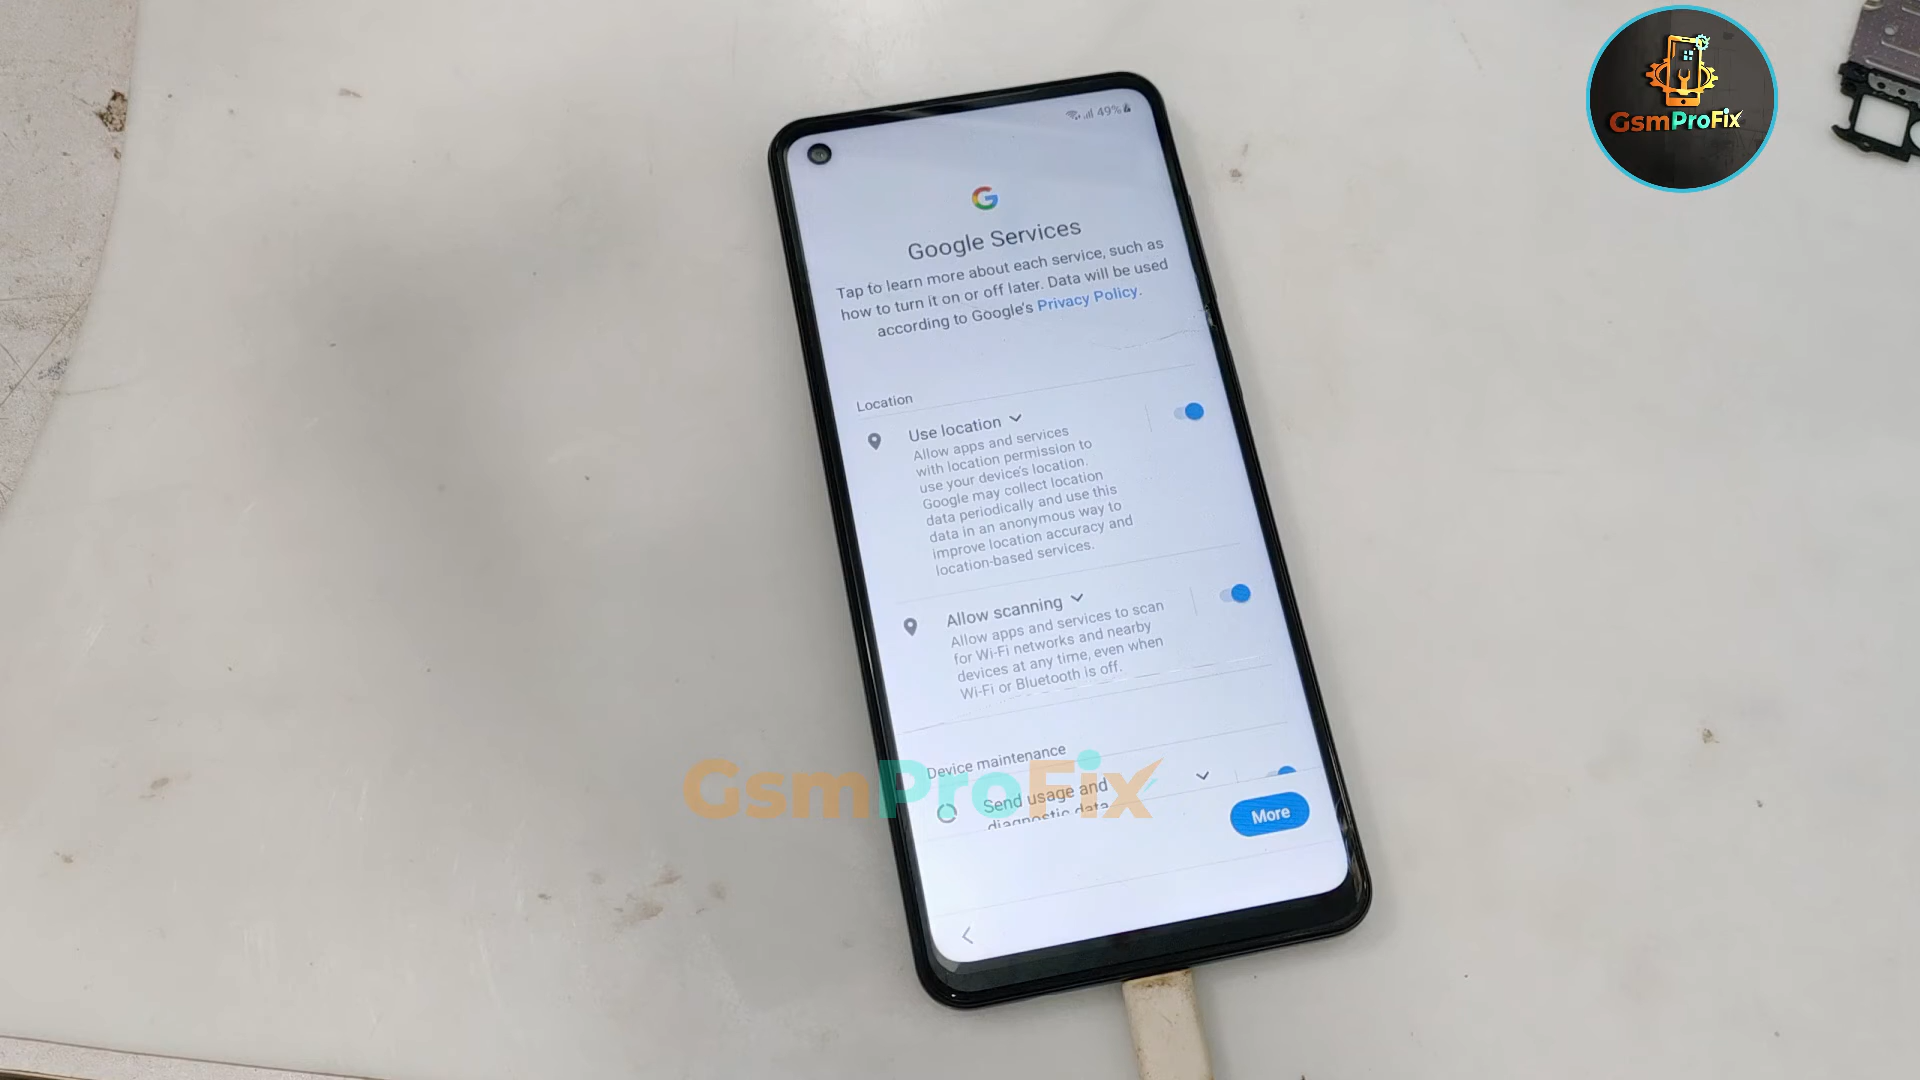 GsmProFix
49%
G
Google Services
Tap to learn more about each service, such as
how to turn it on or off later. Data will be used
according to Google's Privacy Policy.
Location
Use location
Allow apps and services
with location permission to
use your device's location.
Google may collect location
data periodically and use this
data in an anonymous way to
improve location accuracy and
location-based services.
Allow scanning
Allow apps and services to scan
for Wi-Fi networks and nearby
devices at any time, even when
Wi-Fi or Bluetooth is off.
Device maintenance
Send usage and
diagnostic data
More
GsmProFix